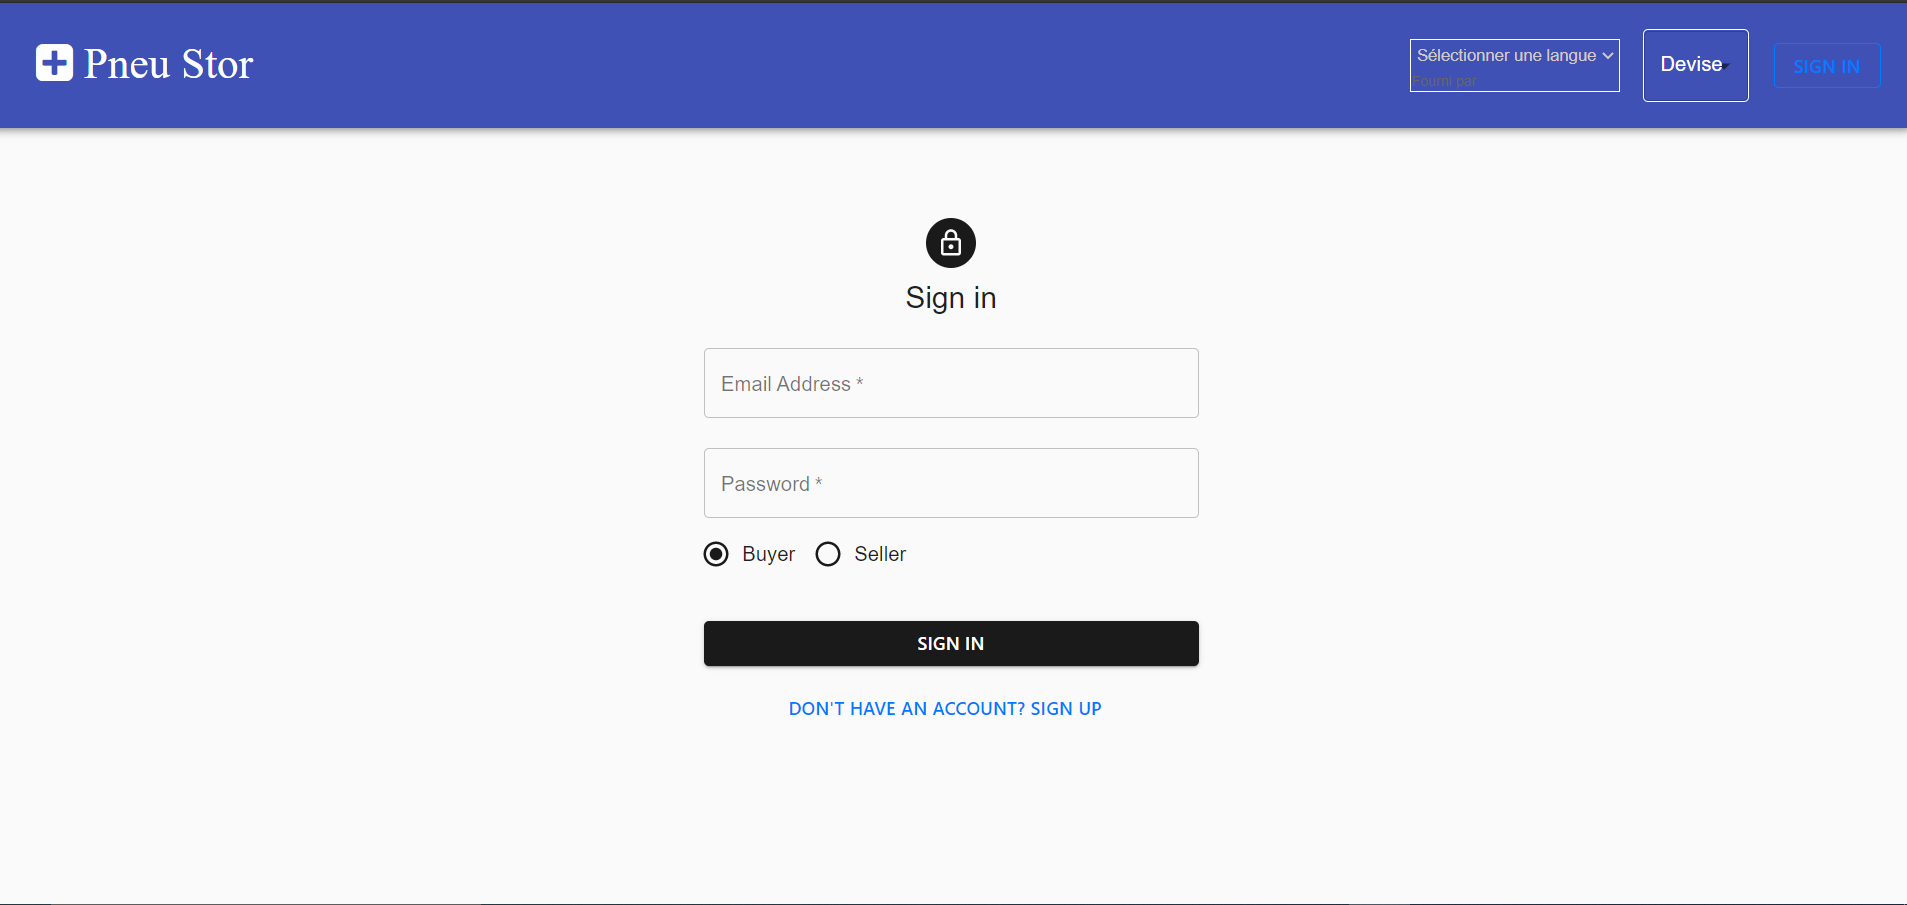 Pneu Stor
Sélectionner une langue
Fourni par
Devise
SIGN IN
Sign in
Email Address *
Password *
Buyer
Seller
SIGN IN
DON'T HAVE AN ACCOUNT? SIGN UP